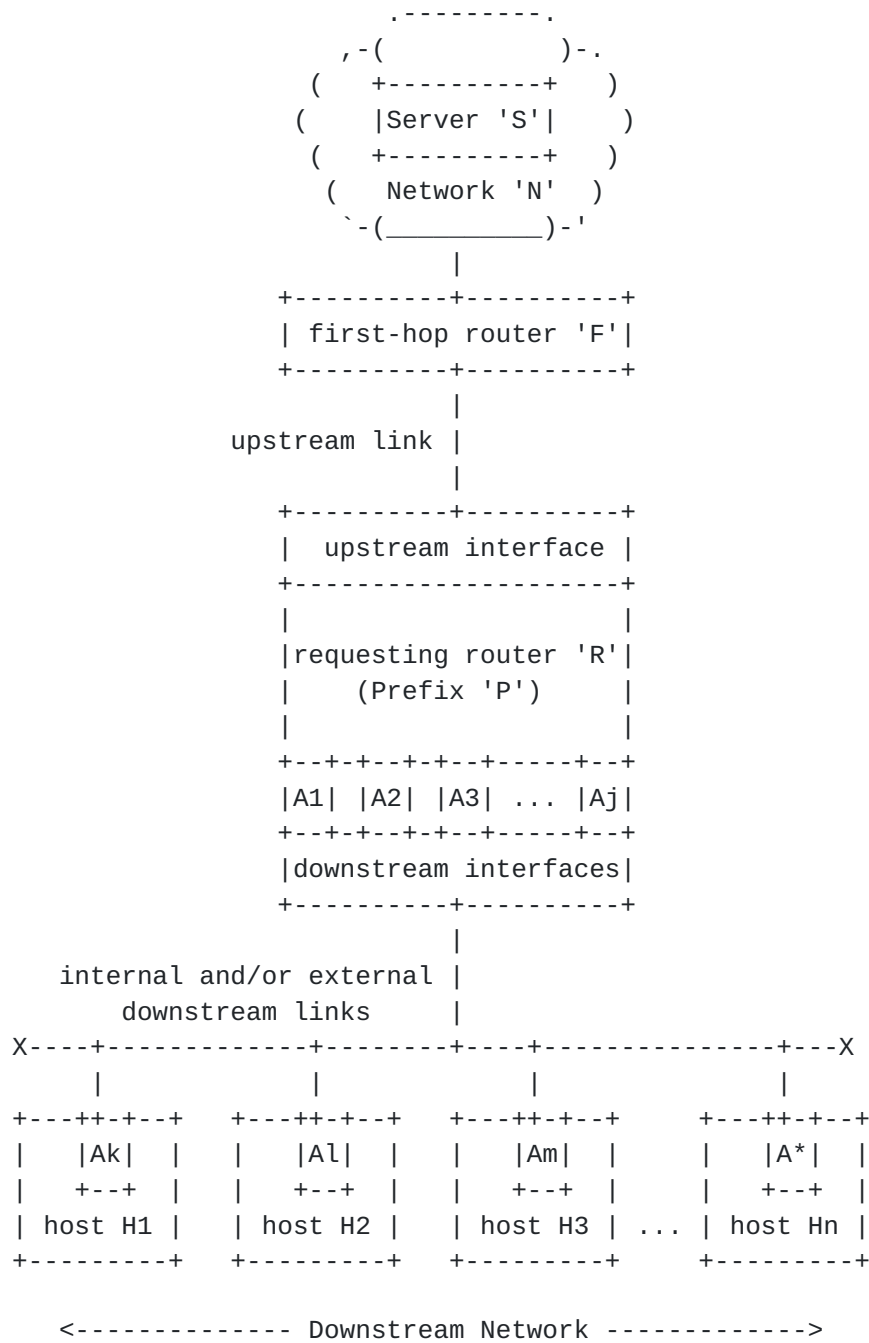 Server 'S'
Network 'N'
first-hop router 'F'
upstream link
upstream interface
requesting router 'R'
(Prefix 'P')
A1 A2 A3 ... Aj
downstream interfaces
internal and/or external
downstream links
X X
Ak Al Am A*
host H1 host H2 host H3 ... host Hn
<-------------- Downstream Network ------------->